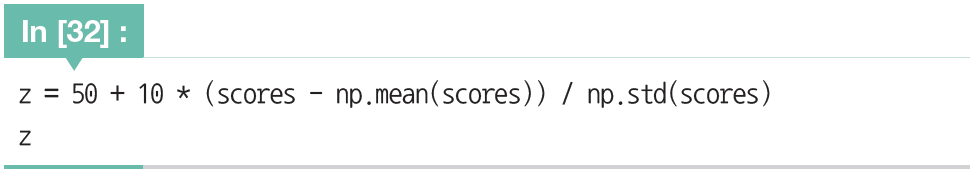 In [32] :
z = 50 + 10 * (scores - np.mean(scores)) / np.std(scores)
z